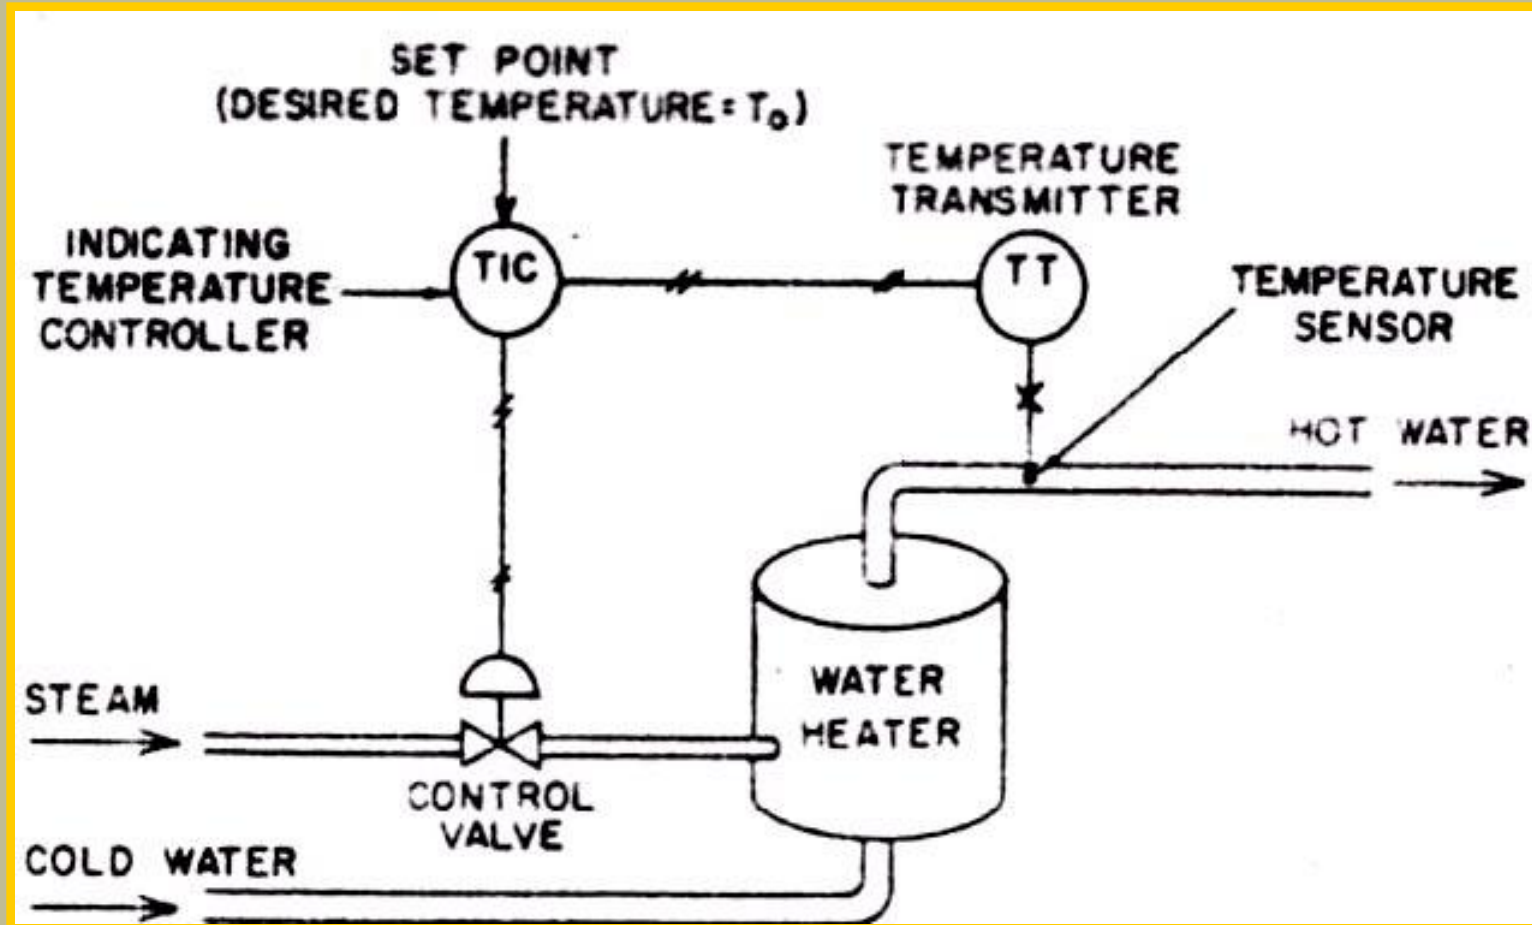 SET POINT
(DESIRED TEMPERATURE = T₀)
TEMPERATURE
TRANSMITTER
INDICATING
TEMPERATURE
CONTROLLER
TIC
TT
TEMPERATURE
SENSOR
HOT WATER
WATER
HEATER
STEAM
CONTROL
VALVE
COLD WATER